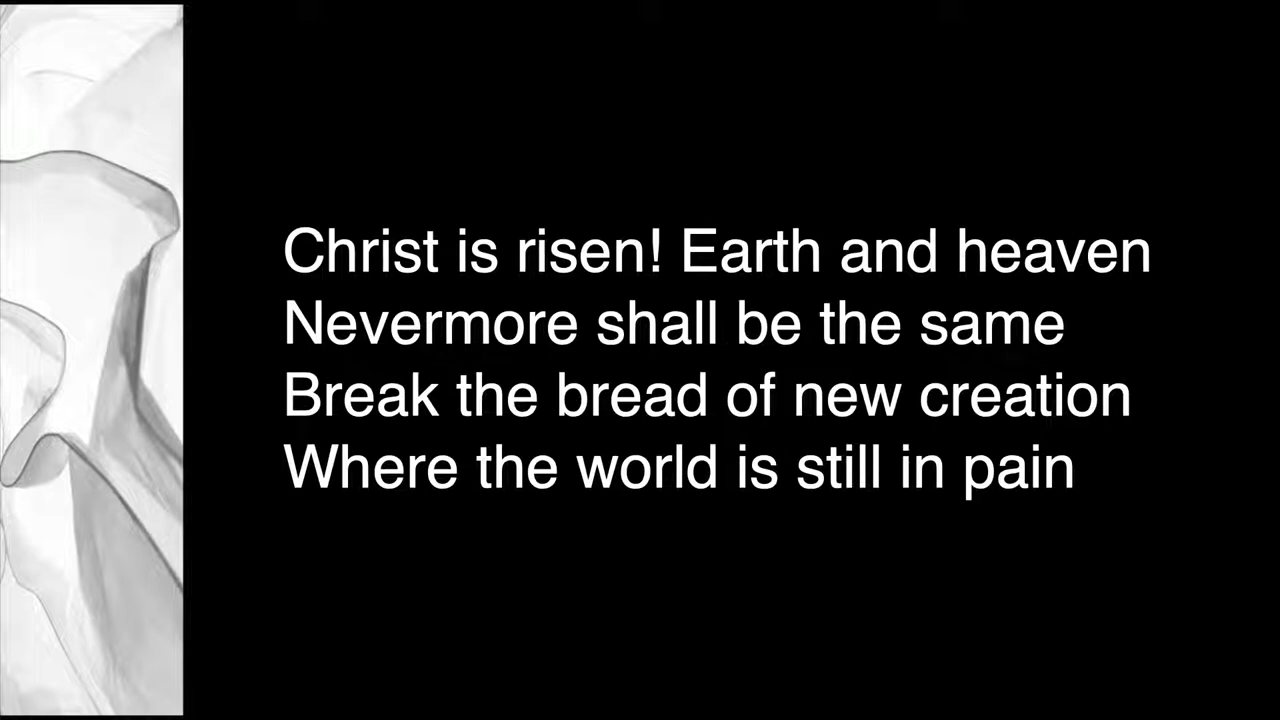 Christ is risen! Earth and heaven
Nevermore shall be the same
Break the bread of new creation
Where the world is still in pain